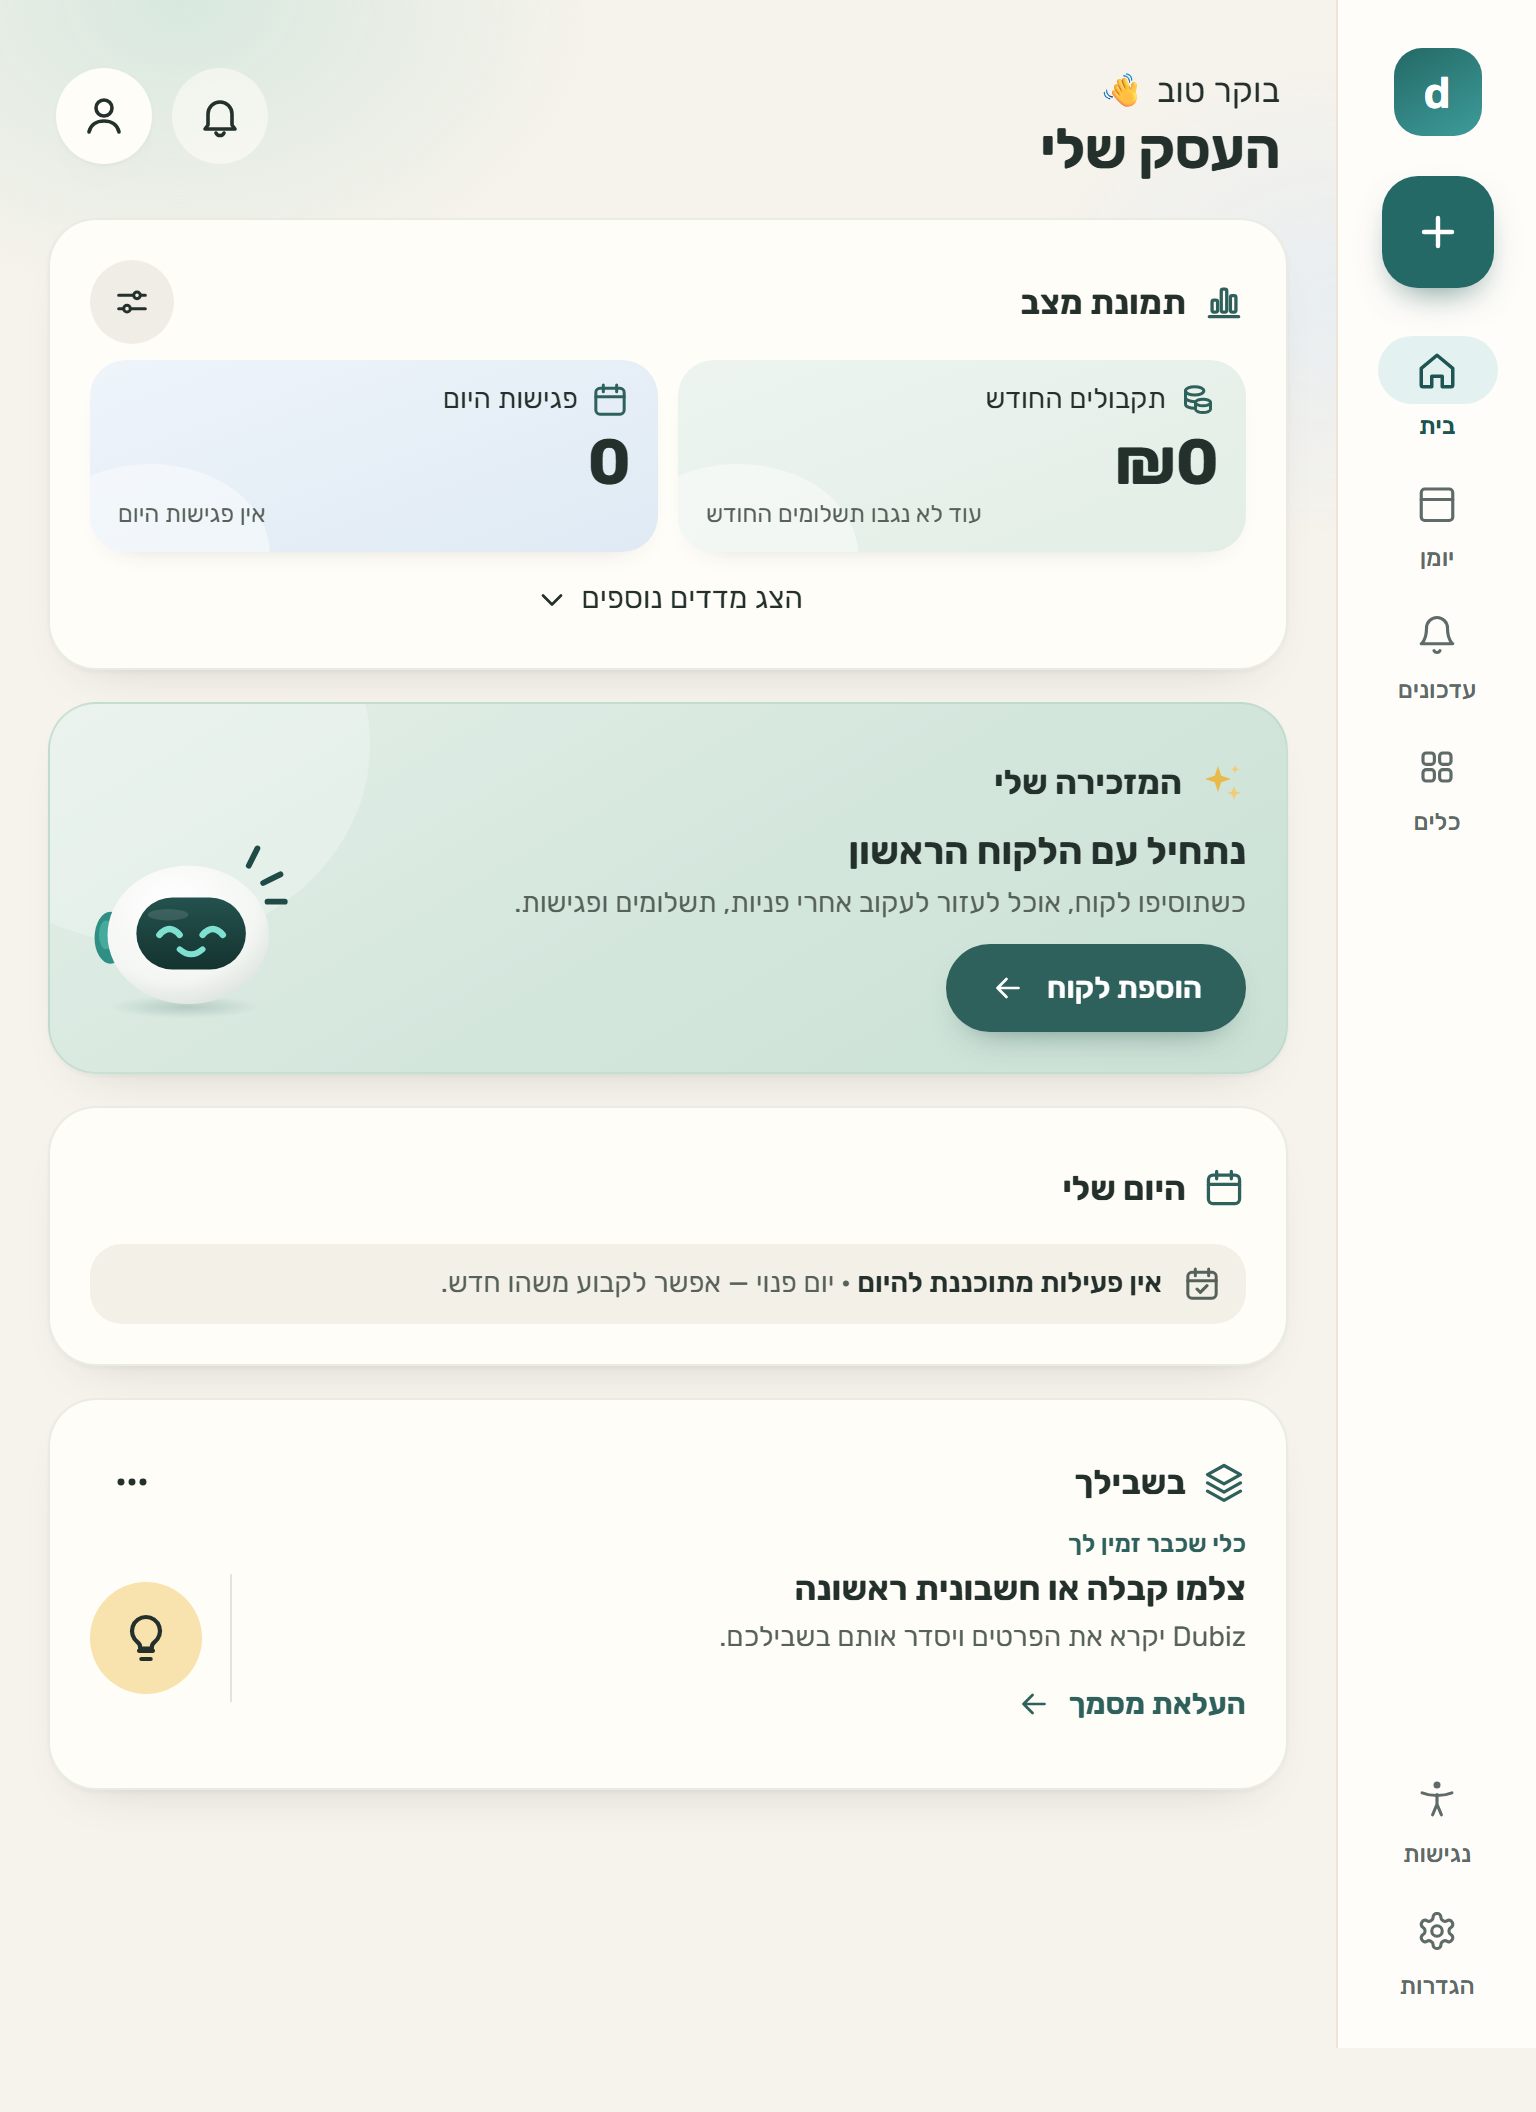 d
בית
יומן
עדכונים
כלים
נגישות
הגדרות
בוקר טוב 👋
העסק שלי
תמונת מצב
תקבולים החודש
₪0
עוד לא נגבו תשלומים החודש
פגישות היום
0
אין פגישות היום
הצג מדדים נוספים
המזכירה שלי
נתחיל עם הלקוח הראשון
כשתוסיפו לקוח, אוכל לעזור לעקוב אחרי פניות, תשלומים ופגישות.
הוספת לקוח
היום שלי
אין פעילות מתוכננת להיום • יום פנוי – אפשר לקבוע משהו חדש.
בשבילך
כלי שכבר זמין לך
צלמו קבלה או חשבונית ראשונה
Dubiz יקרא את הפרטים ויסדר אותם בשבילכם.
העלאת מסמך